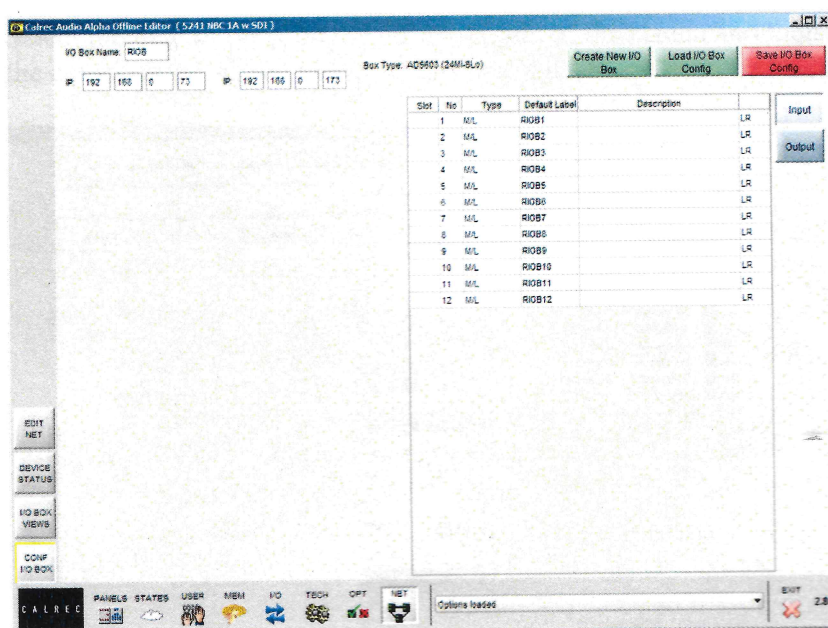 Calrec Audio Alpha Offline Editor ( 5241 NBC 1A w SDI )
I/O Box Name: RIOB
Box Type: AD5603 (24Mi-8Lo)
Create New I/O Box
Load I/O Box Config
Save I/O Box Config
IP: 192 168 0 73 IP: 192 168 0 173
Slot No Type Default Label Description
1 M/L RIOB1 LR
2 M/L RIOB2 LR
3 M/L RIOB3 LR
4 M/L RIOB4 LR
5 M/L RIOB5 LR
6 M/L RIOB6 LR
7 M/L RIOB7 LR
8 M/L RIOB8 LR
9 M/L RIOB9 LR
10 M/L RIOB10 LR
11 M/L RIOB11 LR
12 M/L RIOB12 LR
Input
Output
EDIT NET
DEVICE STATUS
I/O BOX VIEWS
CONF I/O BOX
CALREC
PANELS STATES USER MEM I/O TECH OPT NET
Options loaded
EXIT
2.8